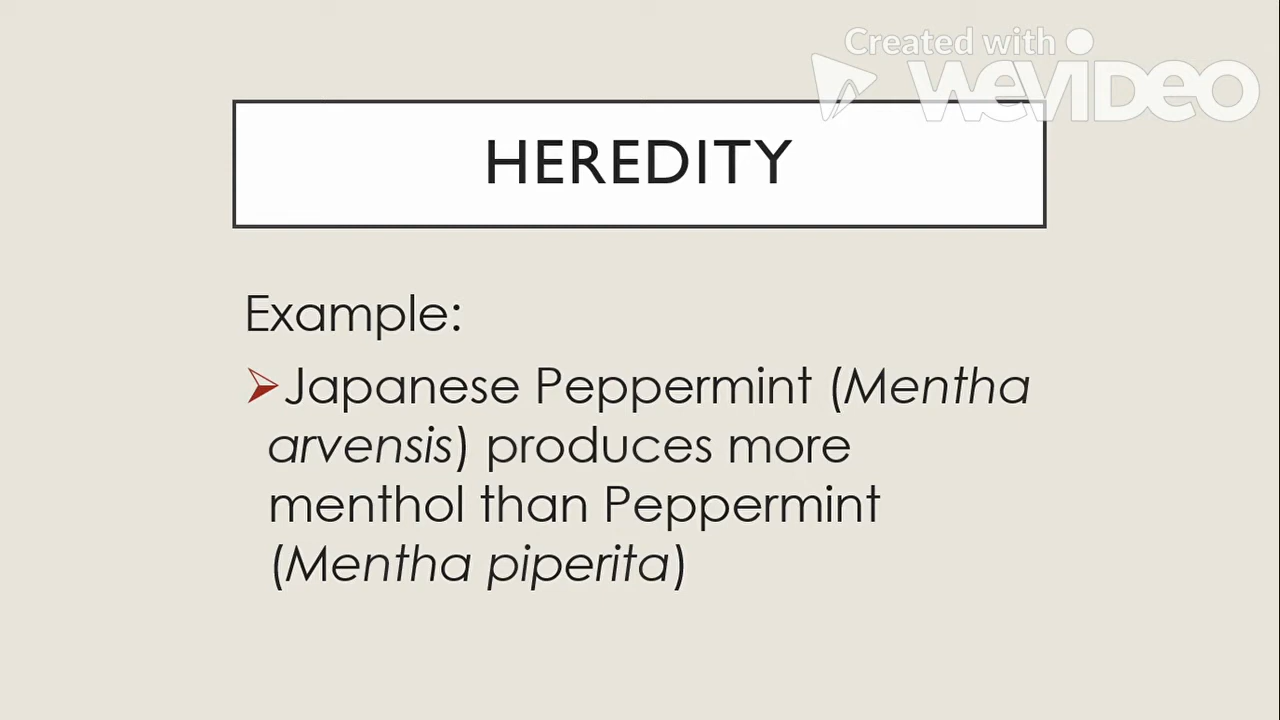 Created with
WEVIDEO
HEREDITY
Example:
➢Japanese Peppermint (Mentha
arvensis) produces more
menthol than Peppermint
(Mentha piperita)